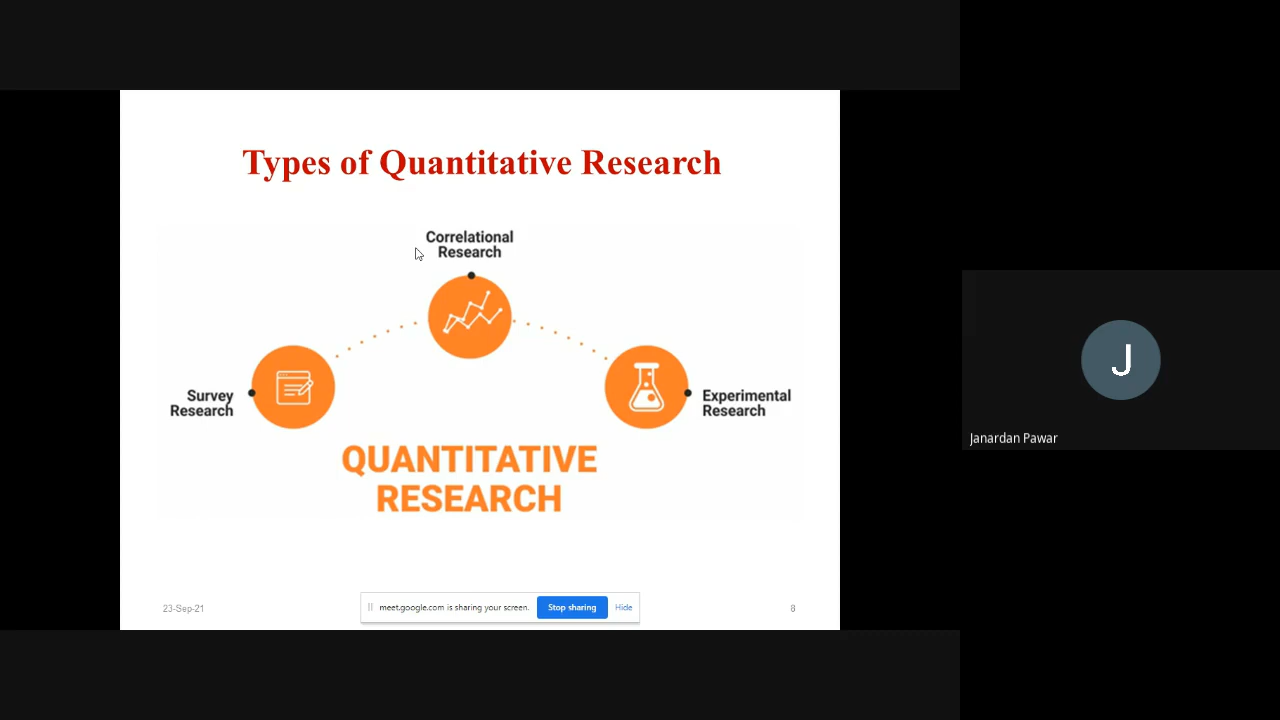 Types of Quantitative Research
Correlational
Research
Survey
Research
Experimental
Research
QUANTITATIVE
RESEARCH
23-Sep-21
meet.google.com is sharing your screen.
Stop sharing
Hide
8
J
Janardan Pawar